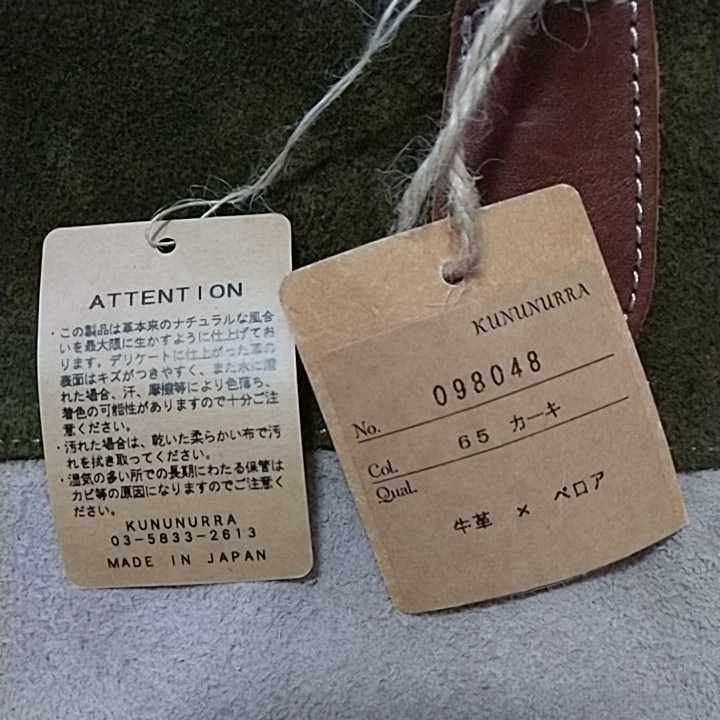 ATTENTION
・この製品は革本来のナチュラルな風合
いを最大限に生かすように仕上げてお
ります。デリケートに仕上がった革の
表面はキズがつきやすく、また水に濡
れた場合、汗、摩擦等により色落ち、
着色の可能性がありますので十分ご注
意ください。
・汚れた場合は、乾いた柔らかい布で汚
れを拭き取ってください。
・湿気の多い所での長期にわたる保管は
カビ等の原因になりますのでご注意く
ださい。
KUNUNURRA
03-5833-2613
MADE IN JAPAN
KUNUNURRA
No. 098048
Col. 65 カーキ
Qual.
牛革 × ベロア